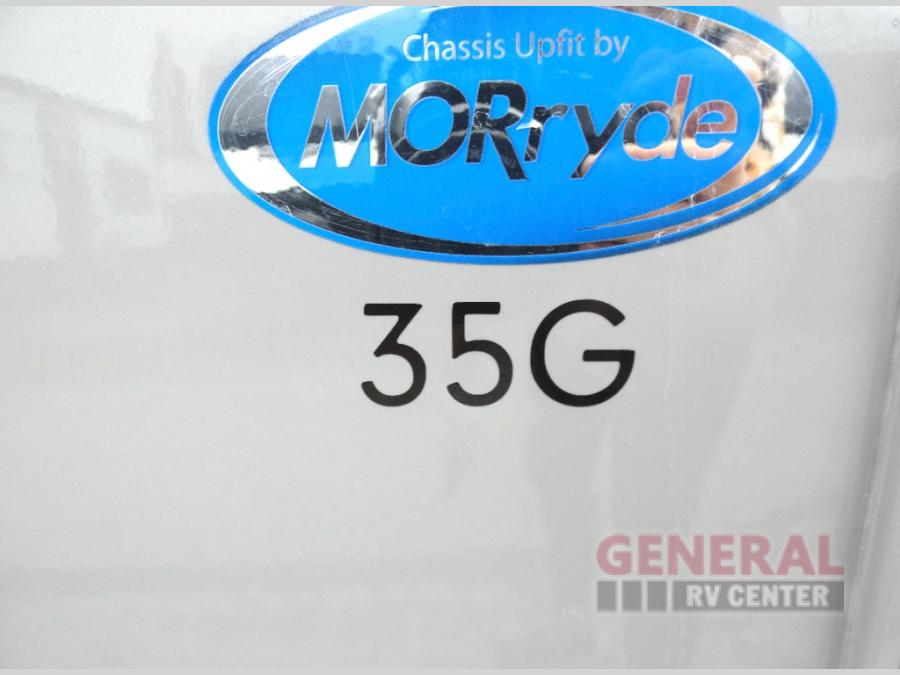 Chassis Upfit by
MORryde
35G
GENERAL
RV CENTER